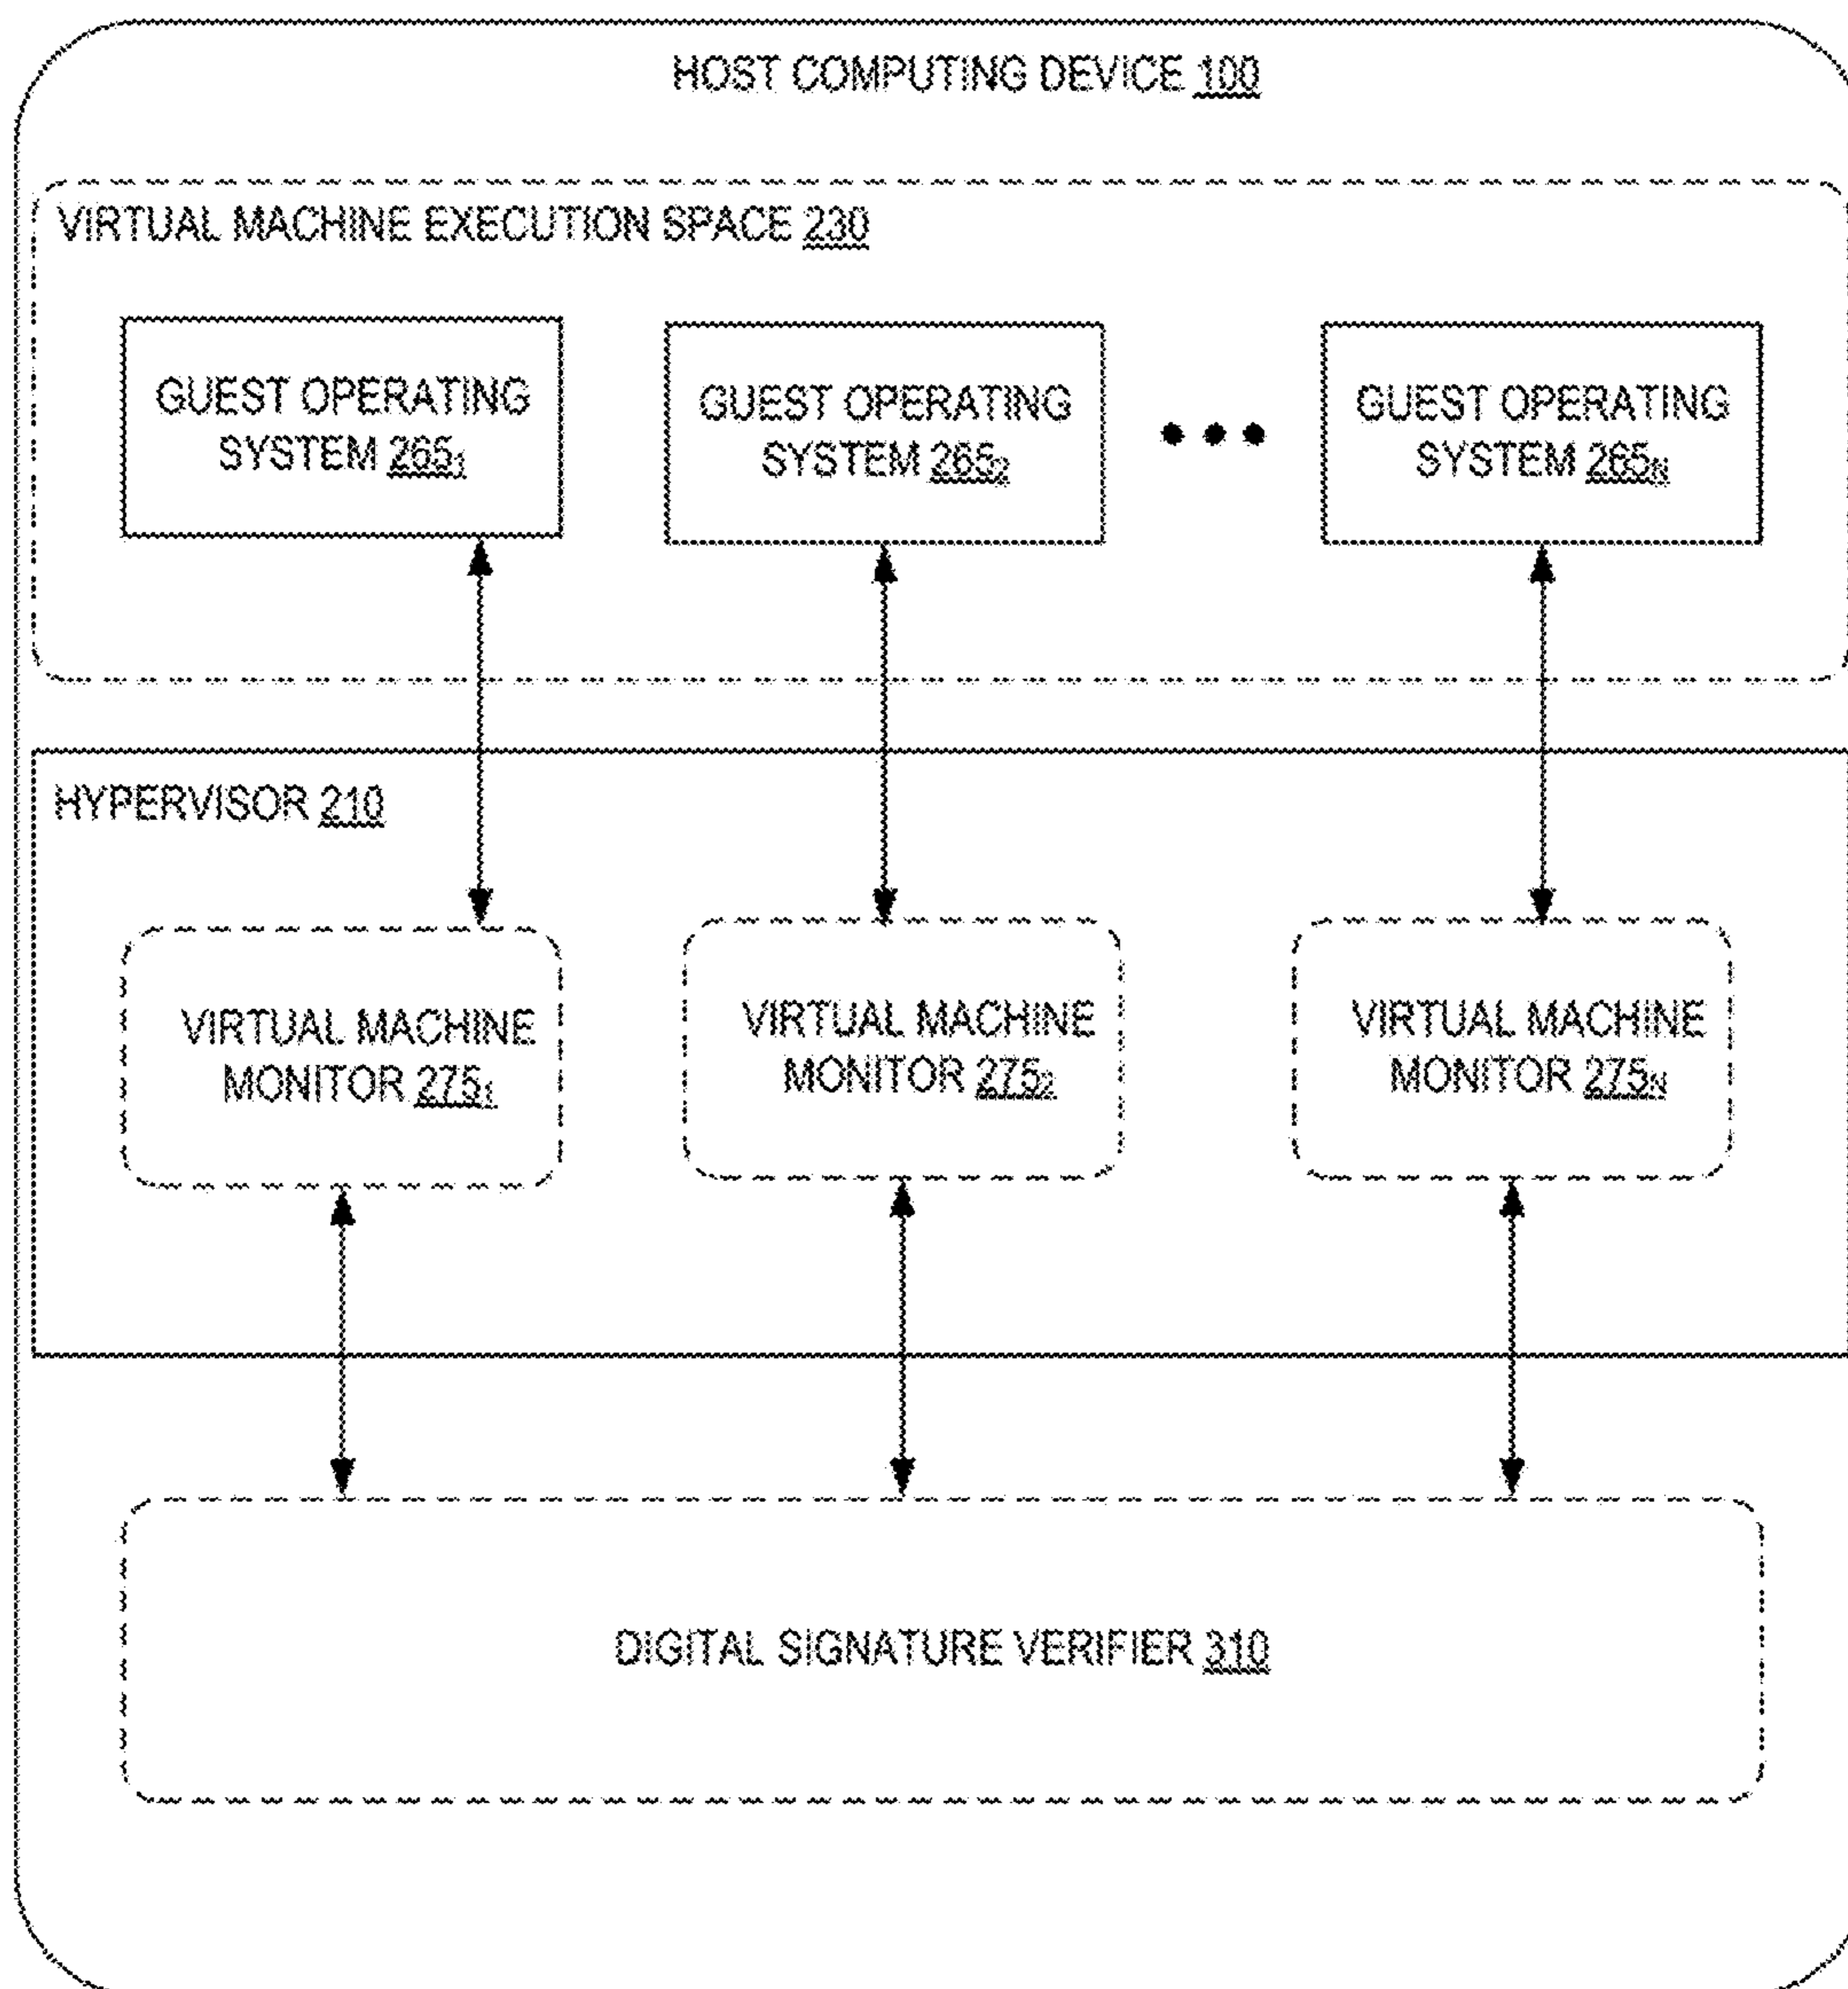 HOST COMPUTING DEVICE 100
VIRTUAL MACHINE EXECUTION SPACE 230
GUEST OPERATING
SYSTEM 265₁
GUEST OPERATING
SYSTEM 265₂
GUEST OPERATING
SYSTEM 265N
HYPERVISOR 210
VIRTUAL MACHINE
MONITOR 275₁
VIRTUAL MACHINE
MONITOR 275₂
VIRTUAL MACHINE
MONITOR 275N
DIGITAL SIGNATURE VERIFIER 310